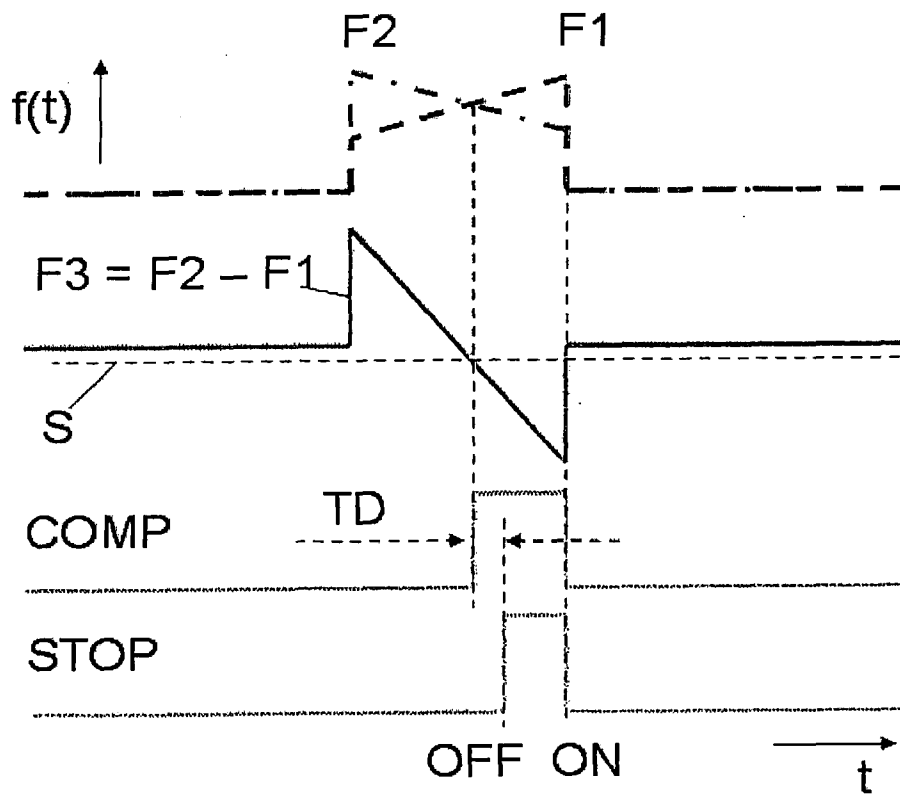 F2 F1
f(t)
F3 = F2 – F1
S
TD
COMP
STOP
OFF ON
t